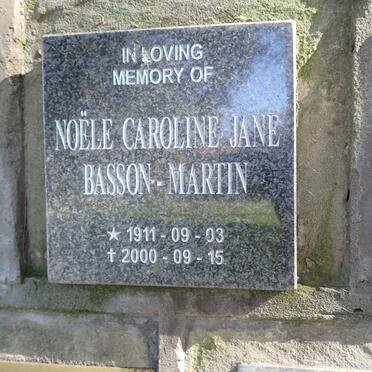 IN LOVING
MEMORY OF
NOËLE CAROLINE JANE
BASSON - MARTIN
★ 1911 - 09 - 03
† 2000 - 09 - 15